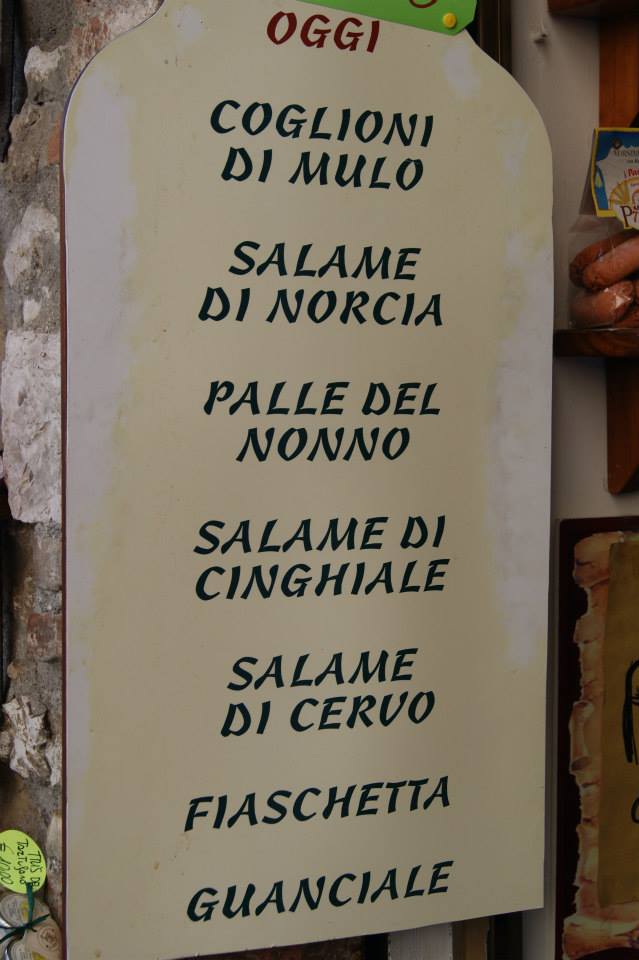 OGGI
COGLIONI
DI MULO
SALAME
DI NORCIA
PALLE DEL
NONNO
SALAME DI
CINGHIALE
SALAME
DI CERVO
FIASCHETTA
GUANCIALE